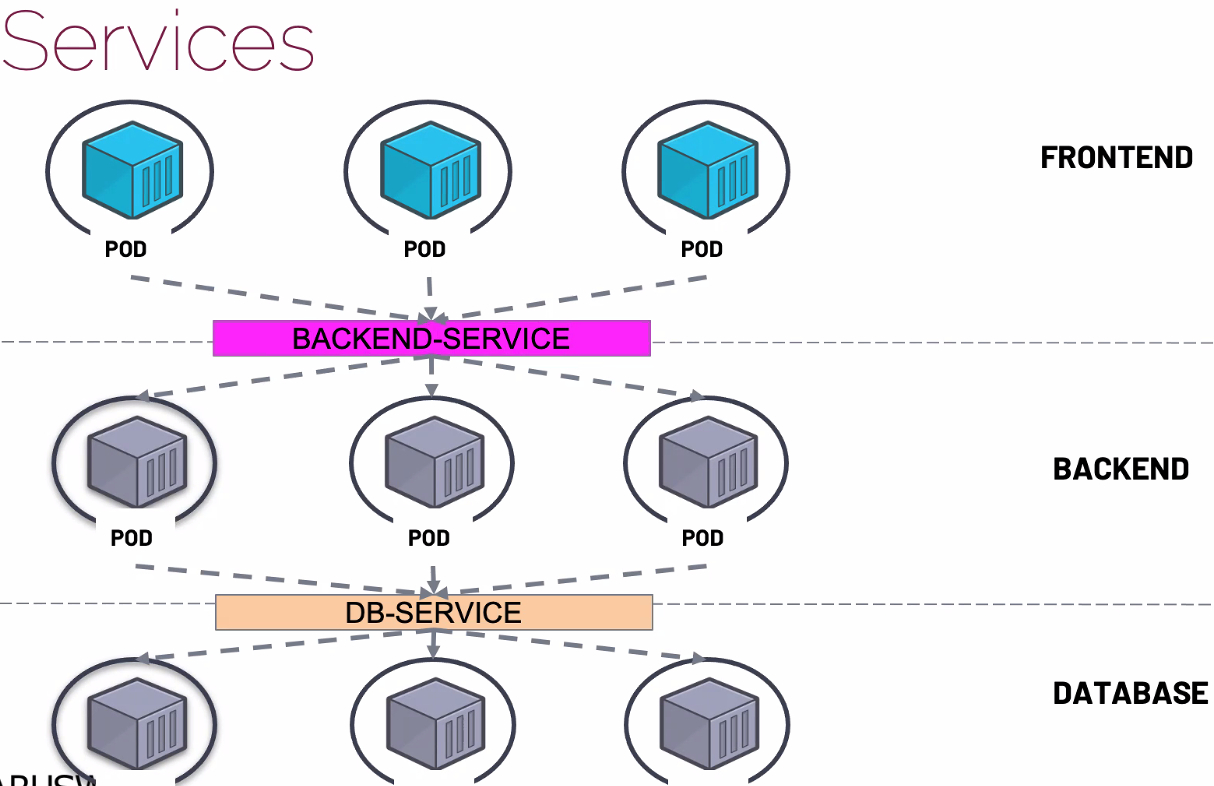 Services
FRONTEND
POD POD POD
BACKEND-SERVICE
BACKEND
POD POD POD
DB-SERVICE
DATABASE